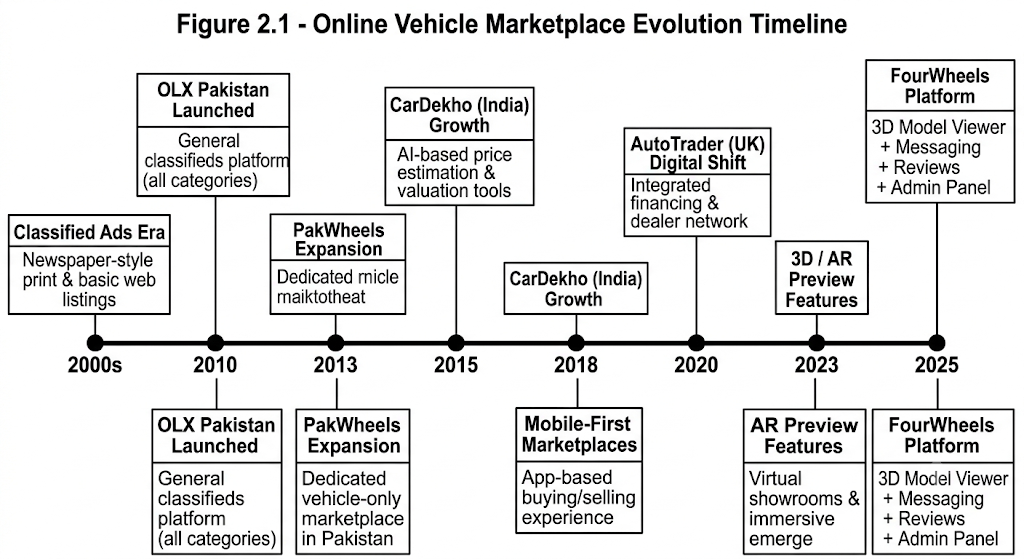 Figure 2.1 - Online Vehicle Marketplace Evolution Timeline
OLX Pakistan
Launched
General
classifieds platform
(all categories)
CarDekho (India)
Growth
AI-based price
estimation &
valuation tools
FourWheels
Platform
3D Model Viewer
+ Messaging
+ Reviews
+ Admin Panel
AutoTrader (UK)
Digital Shift
Integrated
financing &
dealer network
Classified Ads Era
Newspaper-style
print & basic web
listings
PakWheels
Expansion
Dedicated micle
maiktotheat
CarDekho (India)
Growth
3D / AR
Preview
Features
2000s
2010
2013
2015
2018
2020
2023
2025
OLX Pakistan
Launched
General
classifieds
platform
(all categories)
PakWheels
Expansion
Dedicated
vehicle-only
marketplace
in Pakistan
Mobile-First
Marketplaces
App-based
buying/selling
experience
AR Preview
Features
Virtual
showrooms &
immersive
emerge
FourWheels
Platform
3D Model Viewer
+ Messaging
+ Reviews
+ Admin Panel